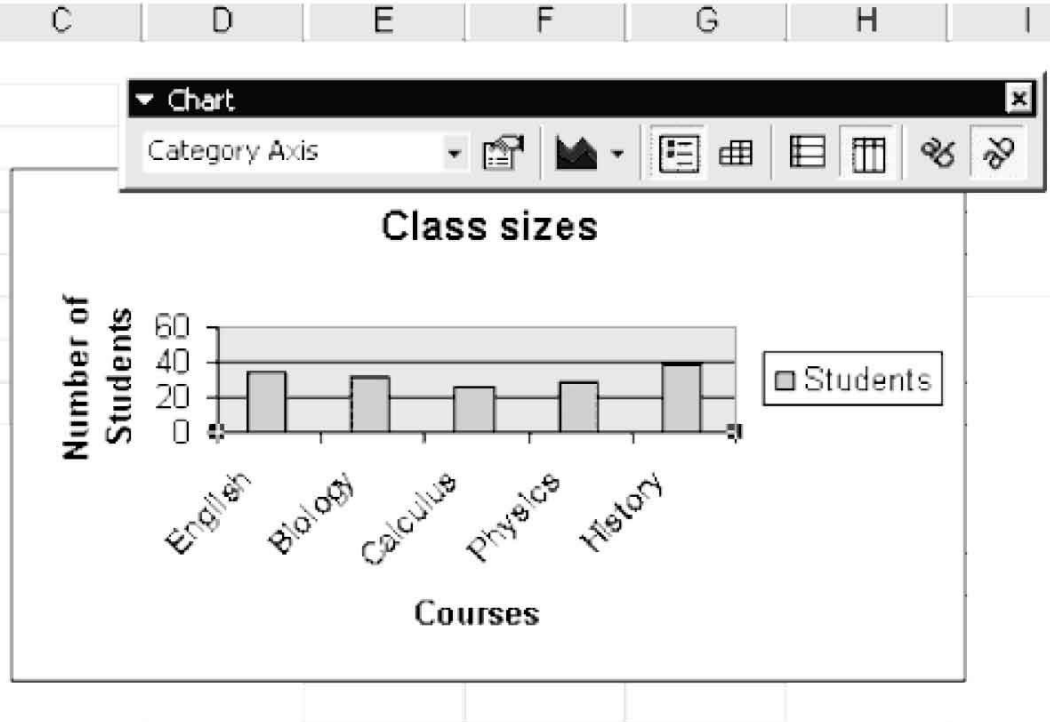 C D E F G H I
Chart
Category Axis
Class sizes
Number of
Students
60
40
20
0
Students
English Biology Calculus Physics History
Courses